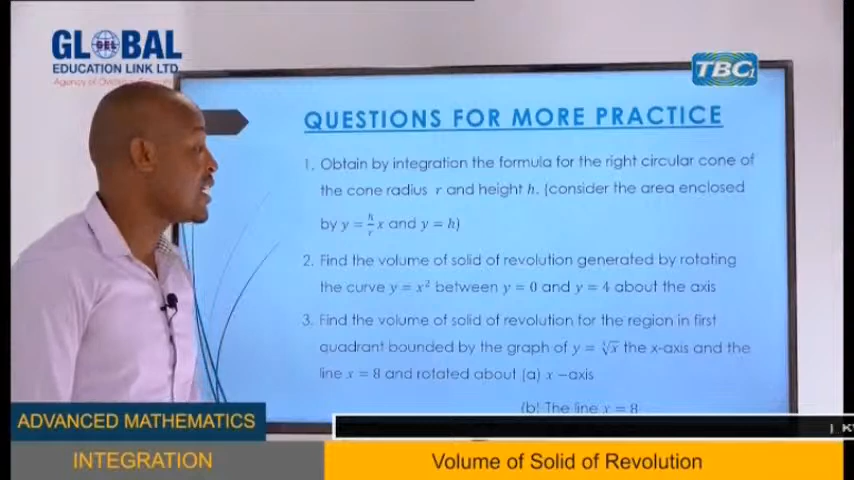 GLOBAL
GEL
EDUCATION LINK LTD
TBC1
QUESTIONS FOR MORE PRACTICE
1. Obtain by integration the formula for the right circular cone of
the cone radius r and height h. (consider the area enclosed
by y = h/r x and y = h)
2. Find the volume of solid of revolution generated by rotating
the curve y = x² between y = 0 and y = 4 about the axis
3. Find the volume of solid of revolution for the region in first
quadrant bounded by the graph of y = ∛x the x-axis and the
line x = 8 and rotated about (a) x –axis
(b) The line x = 8
ADVANCED MATHEMATICS
INTEGRATION
Volume of Solid of Revolution